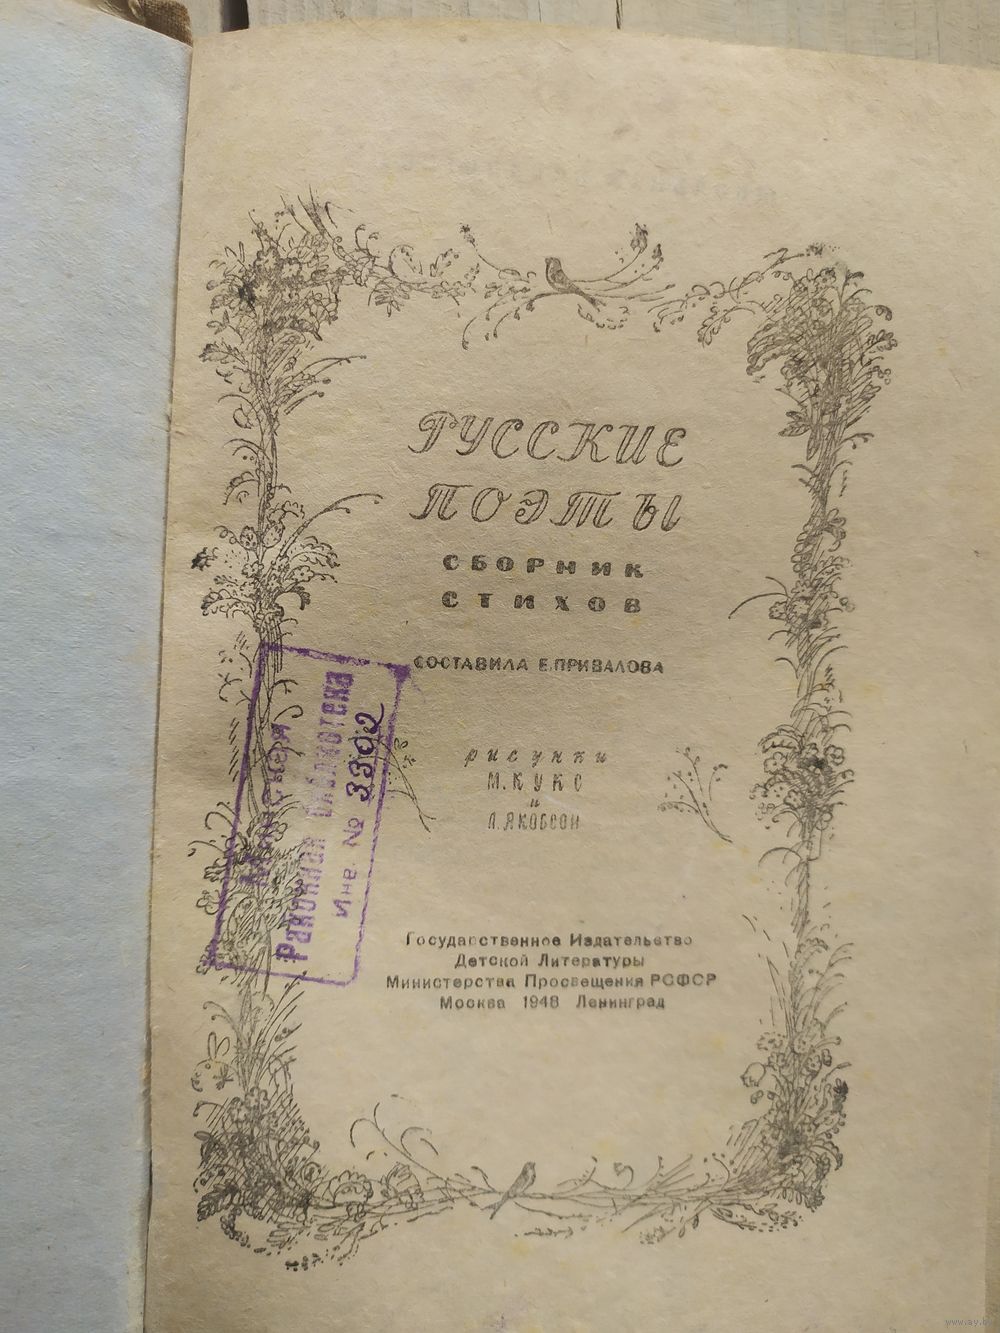 РУССКИЕ
ПОЭТЫ
СБОРНИК
СТИХОВ
СОСТАВИЛА Е.ПРИВАЛОВА
рисунки
М. КУКС
и
Л. ЯКОБСОН
Государственное Издательство
Детской Литературы
Министерства Просвещения РСФСР
Москва 1948 Ленинград
Районная библиотека
Инв. № 3302